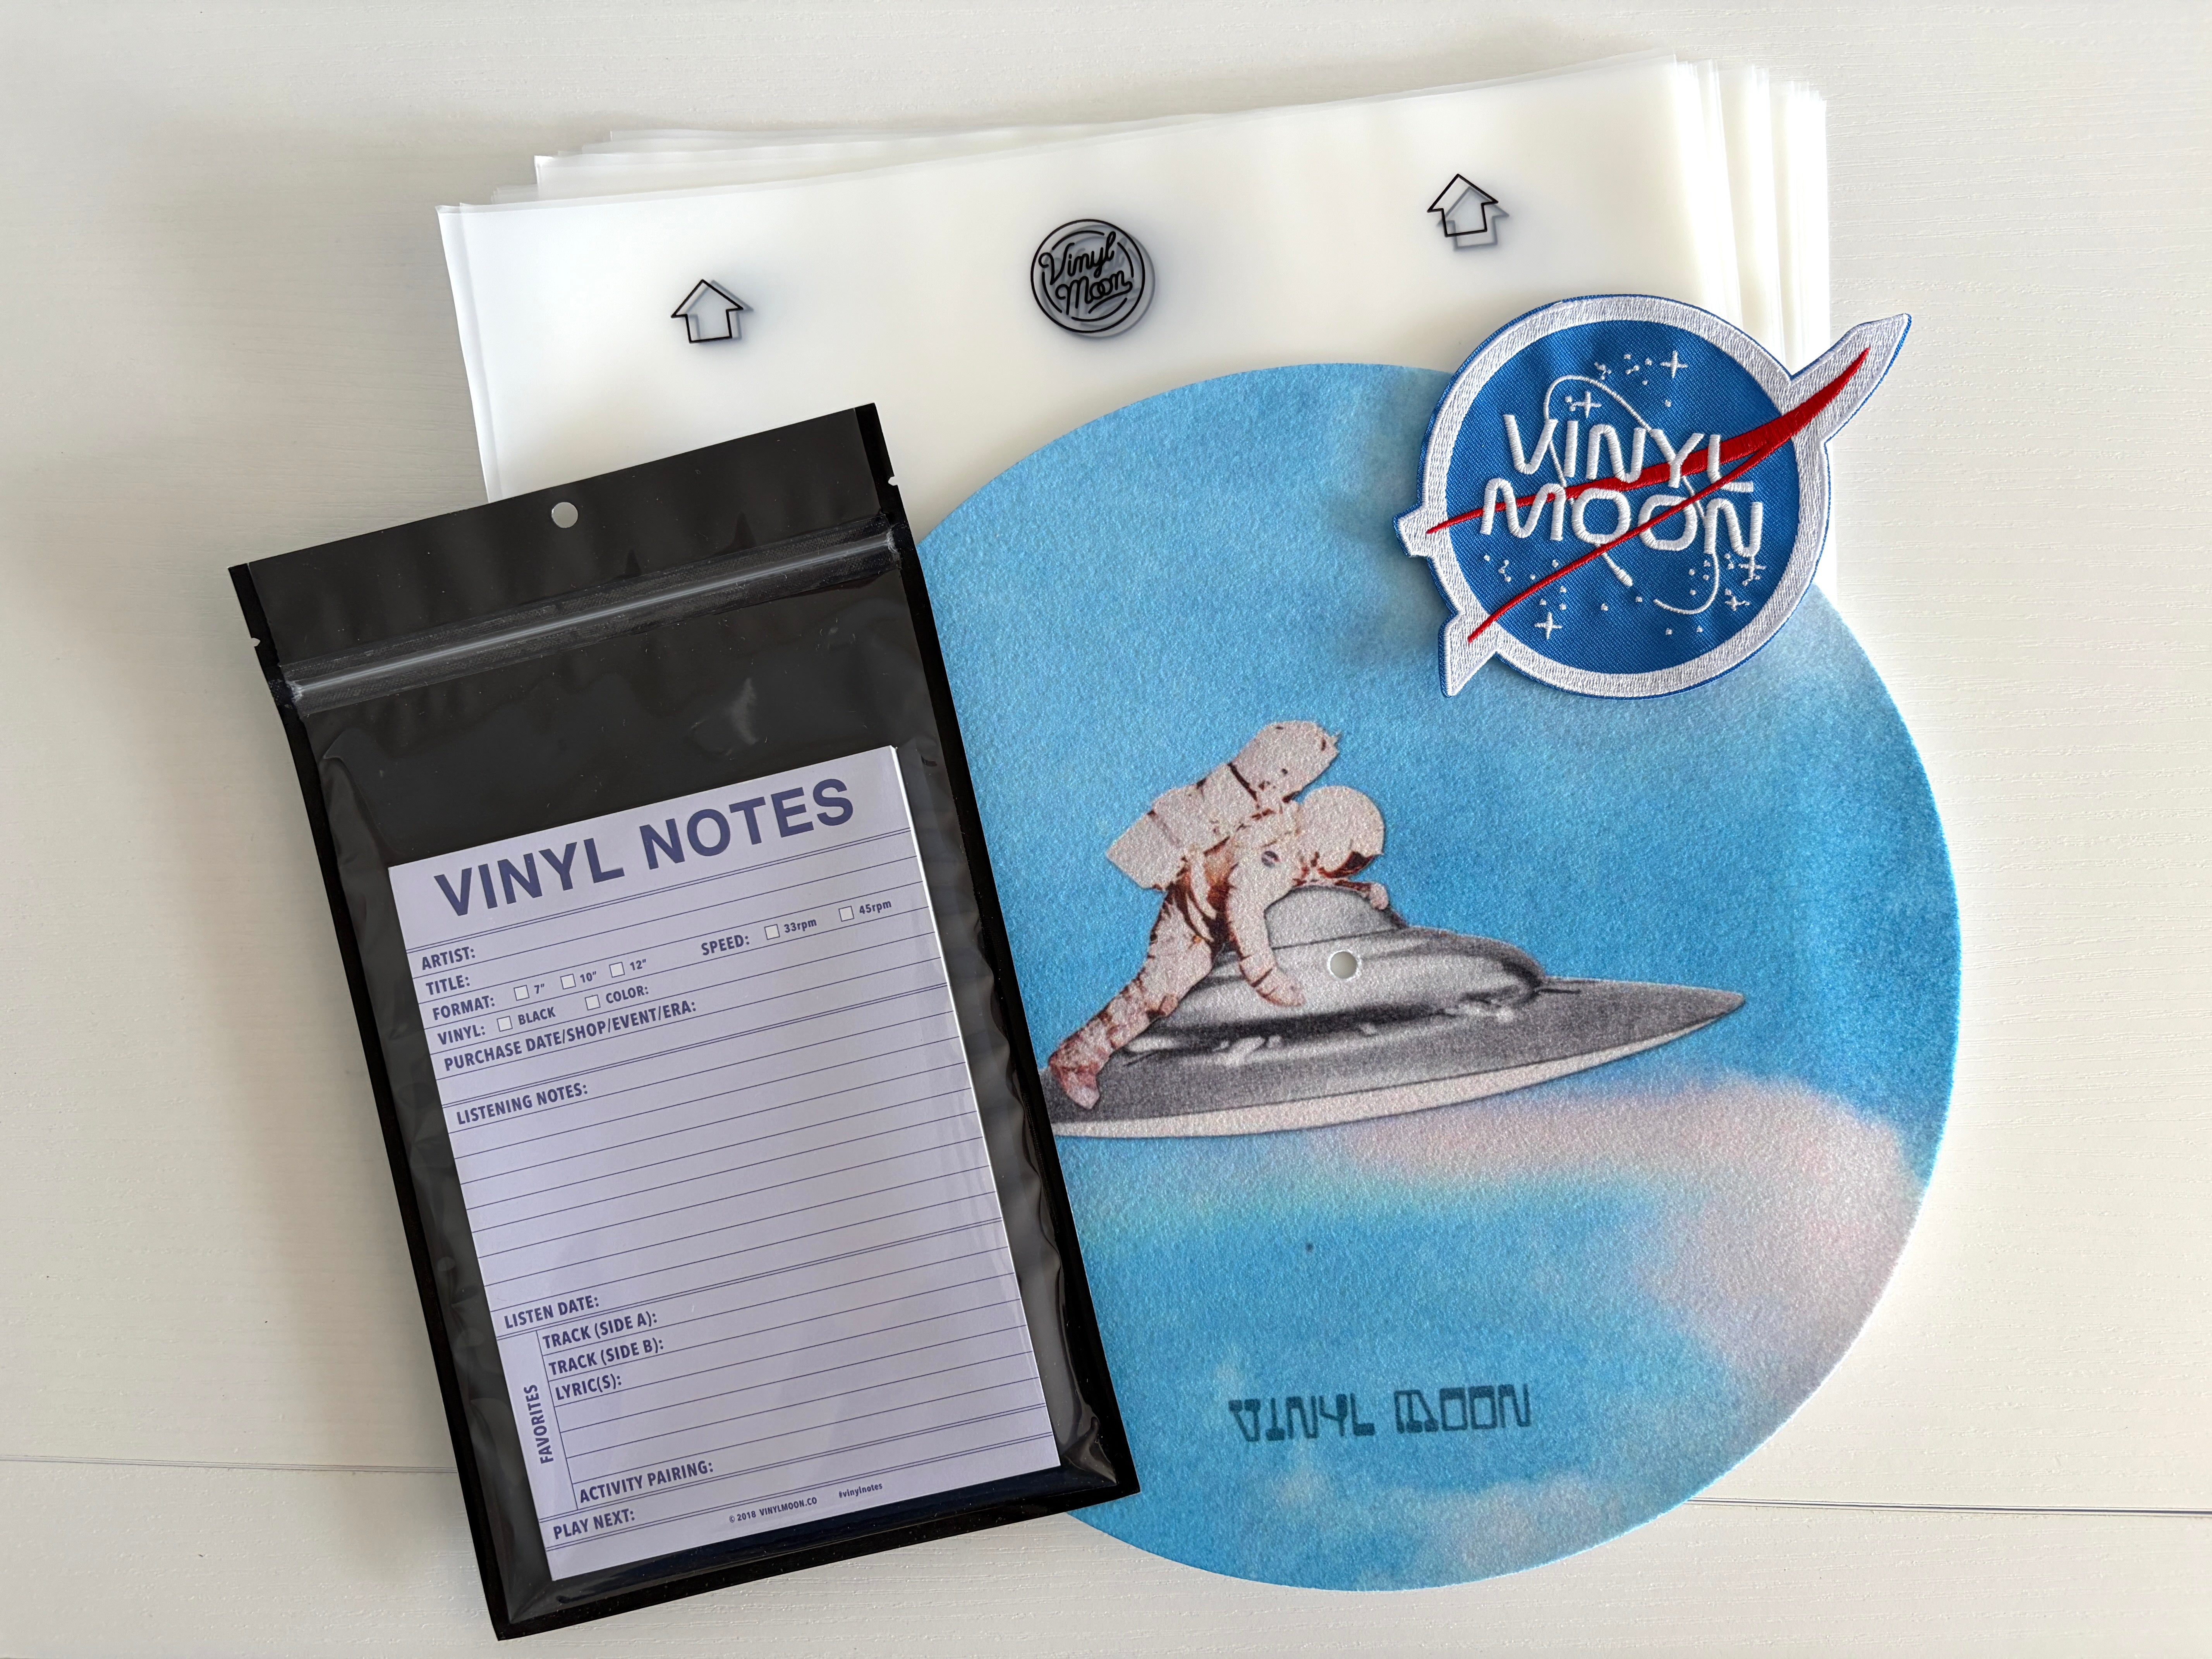 Vinyl
Moon
VINYL
MOON
VINYL NOTES
ARTIST:
TITLE:
FORMAT: 7" 10" 12" SPEED: 33rpm 45rpm
VINYL: BLACK COLOR:
PURCHASE DATE/SHOP/EVENT/ERA:
LISTENING NOTES:
LISTEN DATE:
FAVORITES
TRACK (SIDE A):
TRACK (SIDE B):
LYRIC(S):
ACTIVITY PAIRING:
PLAY NEXT:
© 2018 VINYLMOON.CO #vinylnotes
VINYL MOON